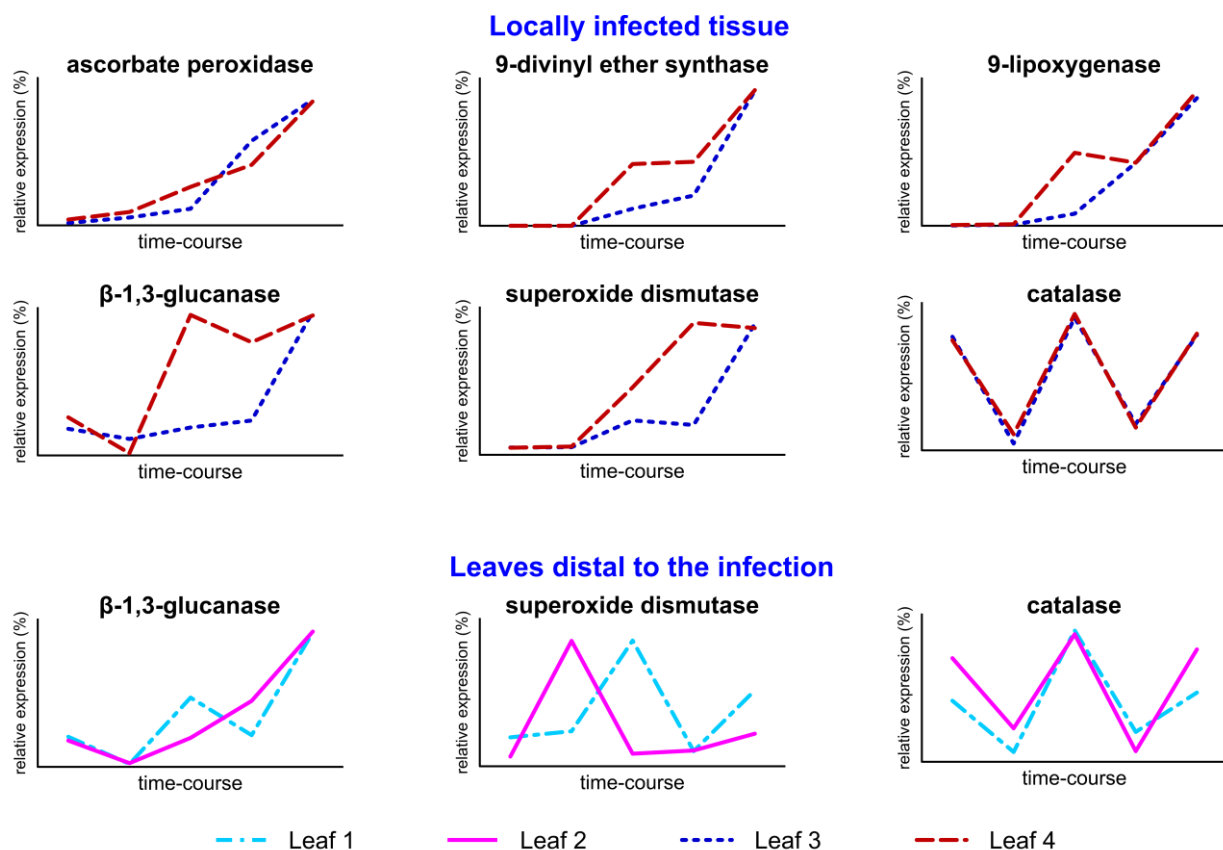 Locally infected tissue
ascorbate peroxidase
9-divinyl ether synthase
9-lipoxygenase
relative expression (%)
relative expression (%)
relative expression (%)
time-course
time-course
time-course
β-1,3-glucanase
superoxide dismutase
catalase
relative expression (%)
relative expression (%)
relative expression (%)
time-course
time-course
time-course
Leaves distal to the infection
β-1,3-glucanase
superoxide dismutase
catalase
relative expression (%)
relative expression (%)
relative expression (%)
time-course
time-course
time-course
Leaf 1
Leaf 2
Leaf 3
Leaf 4